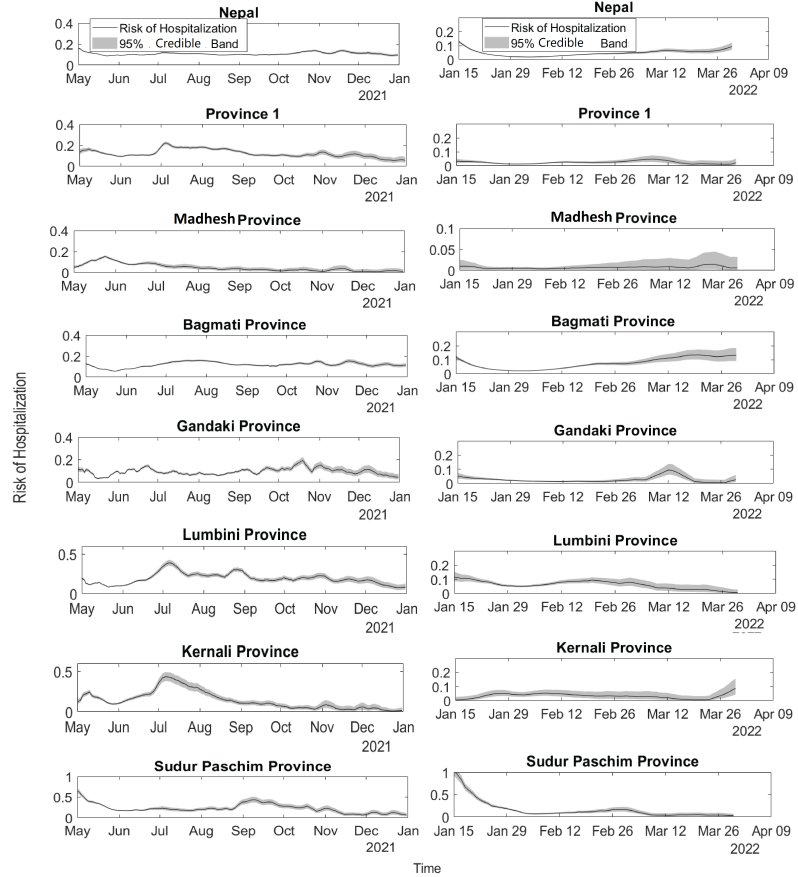 Nepal
Risk of Hospitalization
95% Credible Band
0.4
0.2
0
May Jun Jul Aug Sep Oct Nov Dec Jan
2021
Nepal
Risk of Hospitalization
95% Credible Band
0.2
0.1
0
Jan 15 Jan 29 Feb 12 Feb 26 Mar 12 Mar 26 Apr 09
2022
Province 1
0.4
0.2
0
May Jun Jul Aug Sep Oct Nov Dec Jan
2021
Province 1
0.2
0.1
0
Jan 15 Jan 29 Feb 12 Feb 26 Mar 12 Mar 26 Apr 09
2022
Madhesh Province
0.4
0.2
0
May Jun Jul Aug Sep Oct Nov Dec Jan
2021
Madhesh Province
0.1
0.05
0
Jan 15 Jan 29 Feb 12 Feb 26 Mar 12 Mar 26 Apr 09
2022
Bagmati Province
0.4
0.2
0
May Jun Jul Aug Sep Oct Nov Dec Jan
2021
Bagmati Province
0.2
0.1
0
Jan 15 Jan 29 Feb 12 Feb 26 Mar 12 Mar 26 Apr 09
2022
Risk of Hospitalization
Gandaki Province
0.4
0.2
0
May Jun Jul Aug Sep Oct Nov Dec Jan
2021
Gandaki Province
0.2
0.1
0
Jan 15 Jan 29 Feb 12 Feb 26 Mar 12 Mar 26 Apr 09
2022
Lumbini Province
0.5
0
May Jun Jul Aug Sep Oct Nov Dec Jan
2021
Lumbini Province
0.2
0.1
0
Jan 15 Jan 29 Feb 12 Feb 26 Mar 12 Mar 26 Apr 09
2022
Kernali Province
0.5
0
May Jun Jul Aug Sep Oct Nov Dec Jan
2021
Kernali Province
0.2
0.1
0
Jan 15 Jan 29 Feb 12 Feb 26 Mar 12 Mar 26 Apr 09
2022
Sudur Paschim Province
1
0.5
0
May Jun Jul Aug Sep Oct Nov Dec Jan
2021
Sudur Paschim Province
1
0.5
0
Jan 15 Jan 29 Feb 12 Feb 26 Mar 12 Mar 26 Apr 09
2022
Time